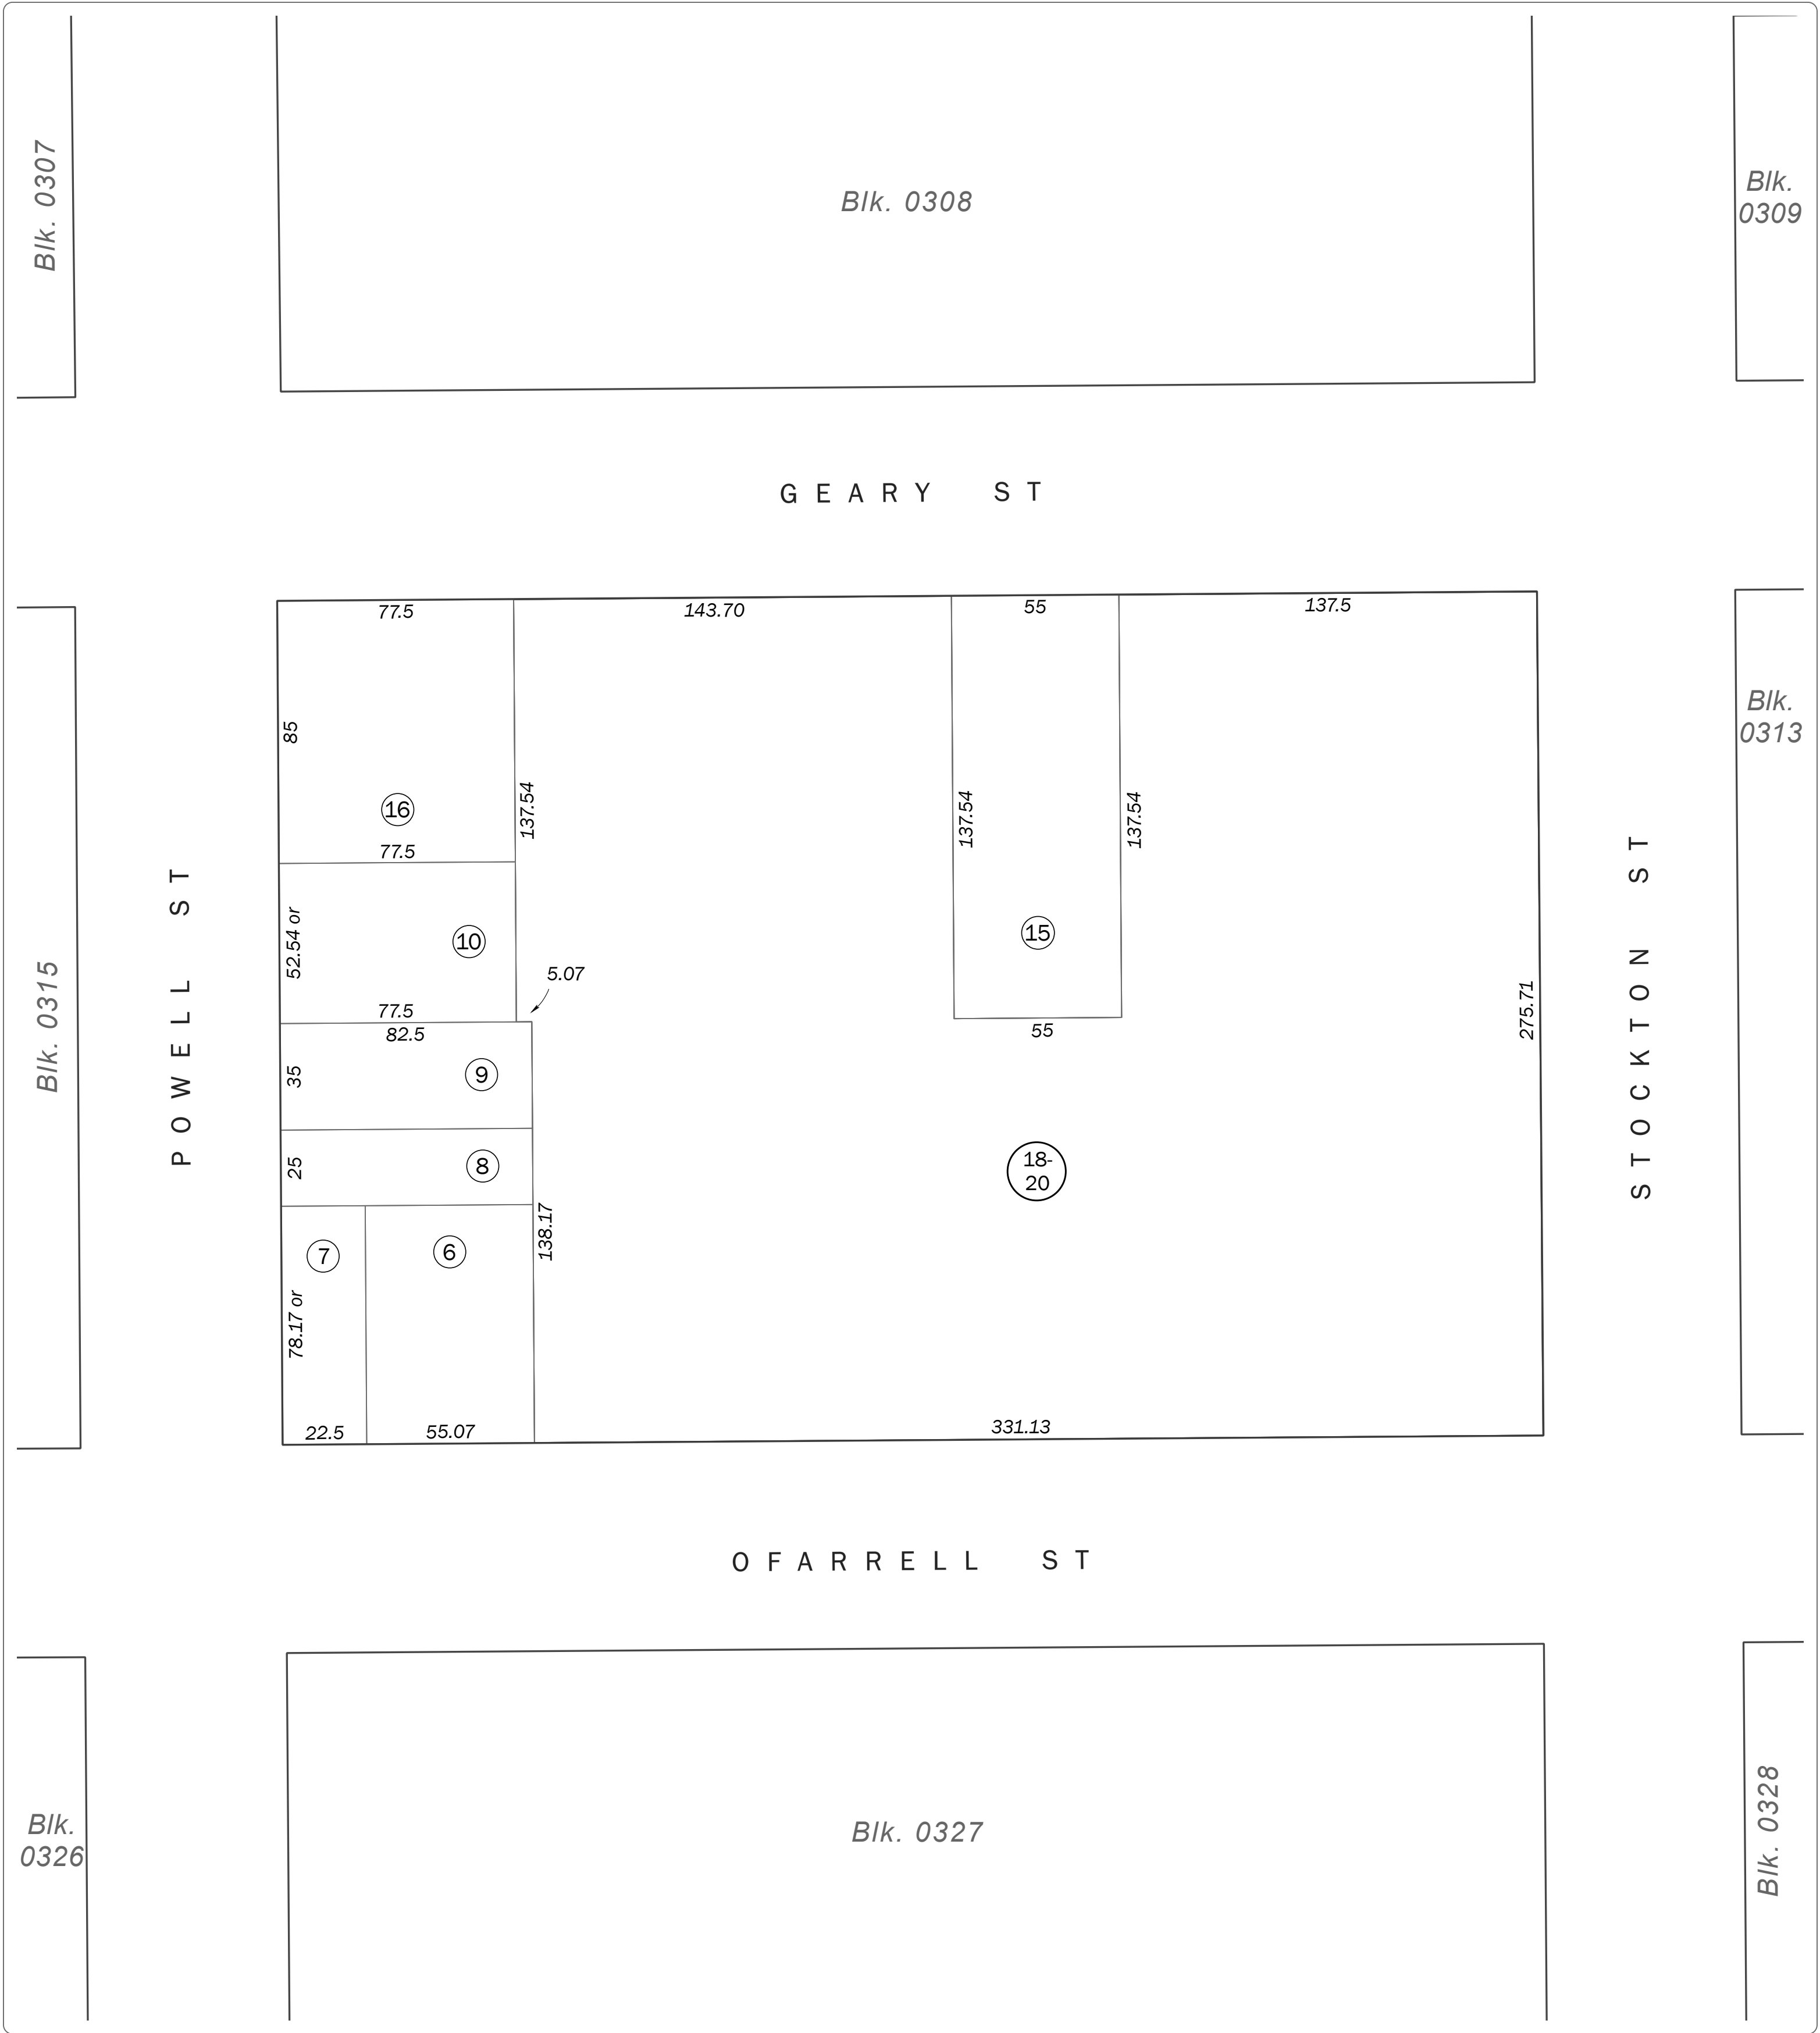 Blk. 0307
Blk. 0308
Blk.
0309
GEARY ST
77.5
143.70
55
137.5
85
16
77.5
137.54
137.54
137.54
Blk.
0313
52.54 or
10
77.5
5.07
15
55
82.5
35
9
25
8
138.17
18-
20
275.71
7
6
78.17 or
22.5
55.07
331.13
POWELL ST
STOCKTON ST
Blk. 0315
OFARRELL ST
Blk.
0326
Blk. 0327
Blk. 0328